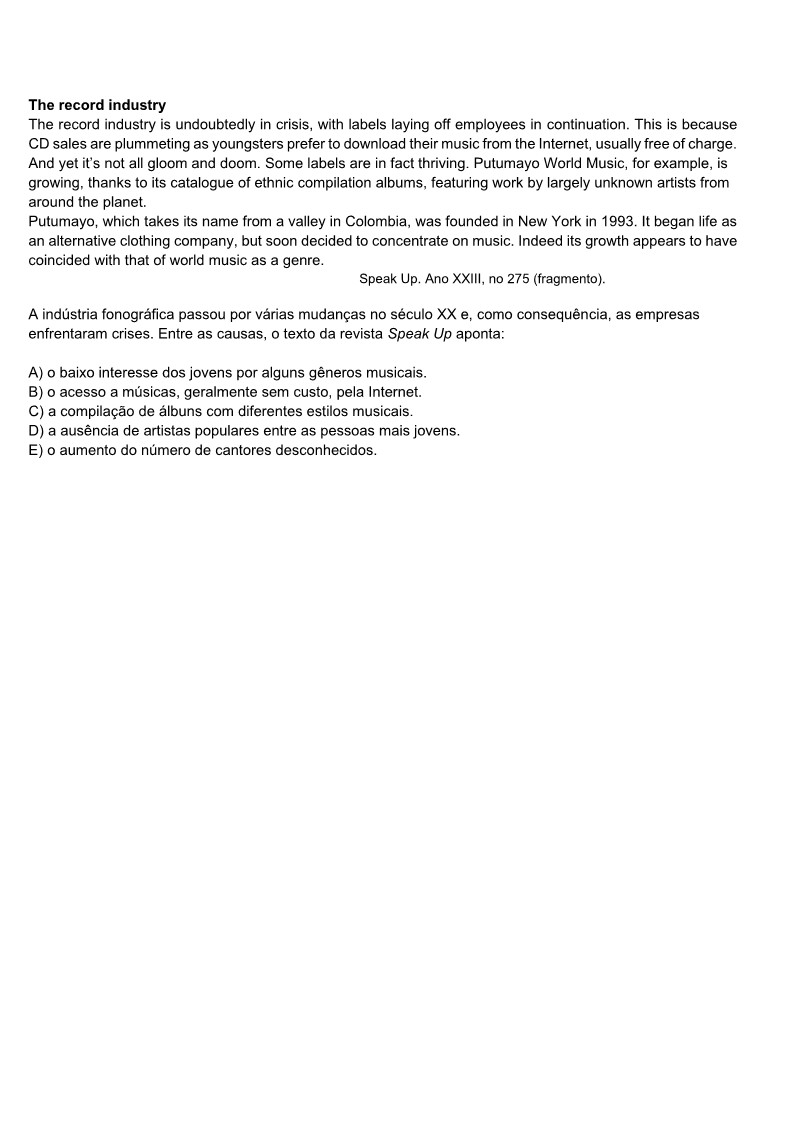 The record industry
The record industry is undoubtedly in crisis, with labels laying off employees in continuation. This is because
CD sales are plummeting as youngsters prefer to download their music from the Internet, usually free of charge.
And yet it’s not all gloom and doom. Some labels are in fact thriving. Putumayo World Music, for example, is
growing, thanks to its catalogue of ethnic compilation albums, featuring work by largely unknown artists from
around the planet.
Putumayo, which takes its name from a valley in Colombia, was founded in New York in 1993. It began life as
an alternative clothing company, but soon decided to concentrate on music. Indeed its growth appears to have
coincided with that of world music as a genre.
Speak Up. Ano XXIII, no 275 (fragmento).
A indústria fonográfica passou por várias mudanças no século XX e, como consequência, as empresas
enfrentaram crises. Entre as causas, o texto da revista Speak Up aponta:
A) o baixo interesse dos jovens por alguns gêneros musicais.
B) o acesso a músicas, geralmente sem custo, pela Internet.
C) a compilação de álbuns com diferentes estilos musicais.
D) a ausência de artistas populares entre as pessoas mais jovens.
E) o aumento do número de cantores desconhecidos.